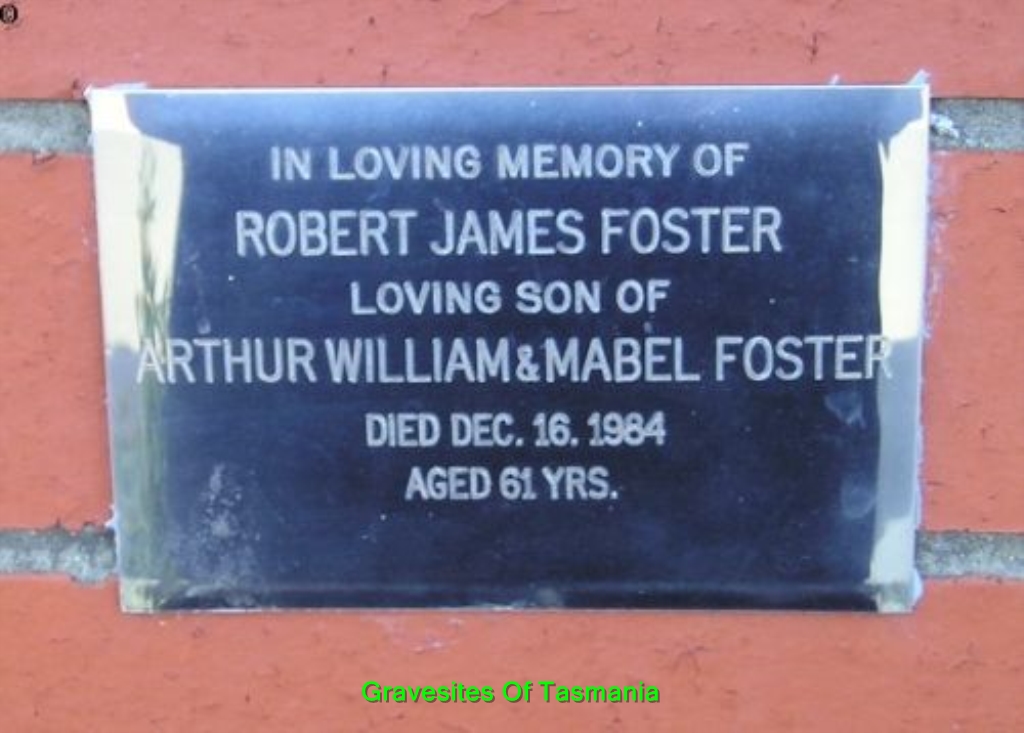 IN LOVING MEMORY OF
ROBERT JAMES FOSTER
LOVING SON OF
ARTHUR WILLIAM & MABEL FOSTER
DIED DEC. 16. 1984
AGED 61 YRS.
Gravesites Of Tasmania